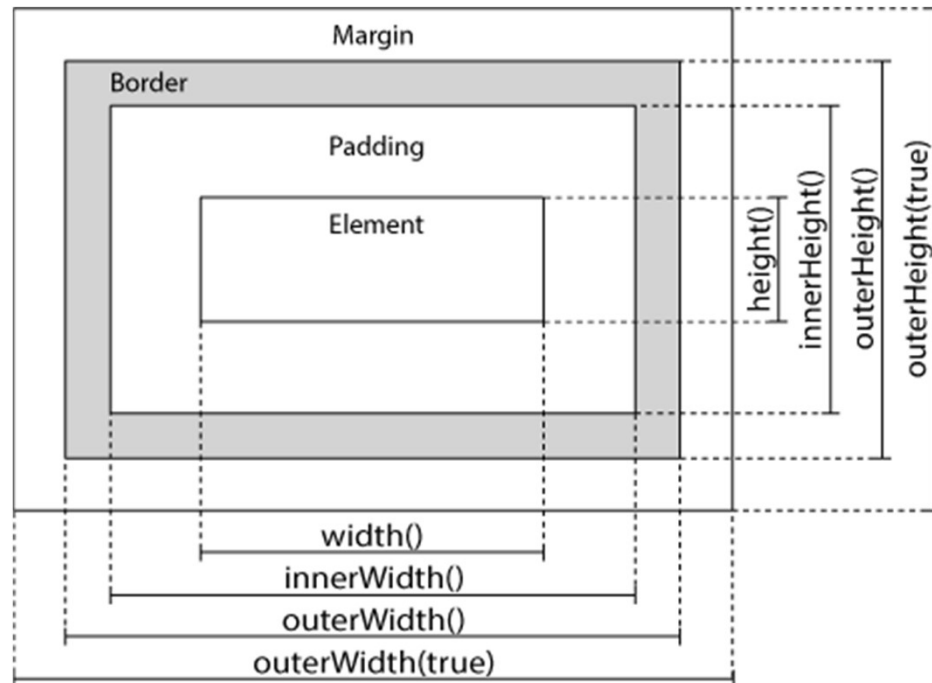 Margin
Border
Padding
Element
height()
innerHeight()
outerHeight()
outerHeight(true)
width()
innerWidth()
outerWidth()
outerWidth(true)